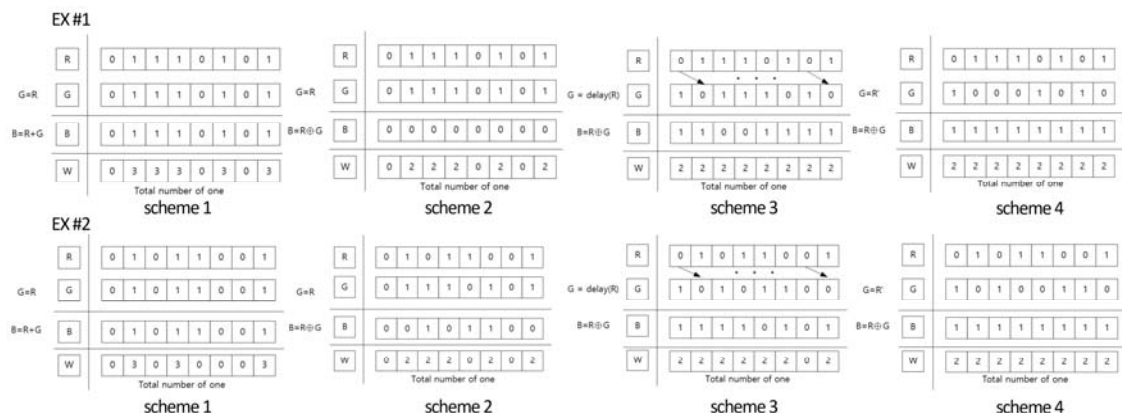 EX #1
R 0 1 1 1 0 1 0 1
G=R G 0 1 1 1 0 1 0 1
B=R+G B 0 1 1 1 0 1 0 1
W 0 3 3 3 0 3 0 3
Total number of one
scheme 1
R 0 1 1 1 0 1 0 1
G=R G 0 1 1 1 0 1 0 1
B=R⊕G B 0 0 0 0 0 0 0 0
W 0 2 2 2 0 2 0 2
Total number of one
scheme 2
R 0 1 1 1 0 1 0 1
G = delay(R) G 1 0 1 1 1 0 1 0
B=R⊕G B 1 1 0 0 1 1 1 1
W 2 2 2 2 2 2 2 2
Total number of one
scheme 3
R 0 1 1 1 0 1 0 1
G=R' G 1 0 0 0 1 0 1 0
B=R⊕G B 1 1 1 1 1 1 1 1
W 2 2 2 2 2 2 2 2
Total number of one
scheme 4
EX #2
R 0 1 0 1 1 0 0 1
G=R G 0 1 0 1 1 0 0 1
B=R+G B 0 1 0 1 1 0 0 1
W 0 3 0 3 0 0 0 3
Total number of one
scheme 1
R 0 1 0 1 1 0 0 1
G=R G 0 1 1 1 0 1 0 1
B=R⊕G B 0 0 1 0 1 1 0 0
W 0 2 2 2 0 2 0 2
Total number of one
scheme 2
R 0 1 0 1 1 0 0 1
G = delay(R) G 1 0 1 0 1 1 0 0
B=R⊕G B 1 1 1 1 0 1 0 1
W 2 2 2 2 2 2 0 2
Total number of one
scheme 3
R 0 1 0 1 1 0 0 1
G=R' G 1 0 1 0 0 1 1 0
B=R⊕G B 1 1 1 1 1 1 1 1
W 2 2 2 2 2 2 2 2
Total number of one
scheme 4